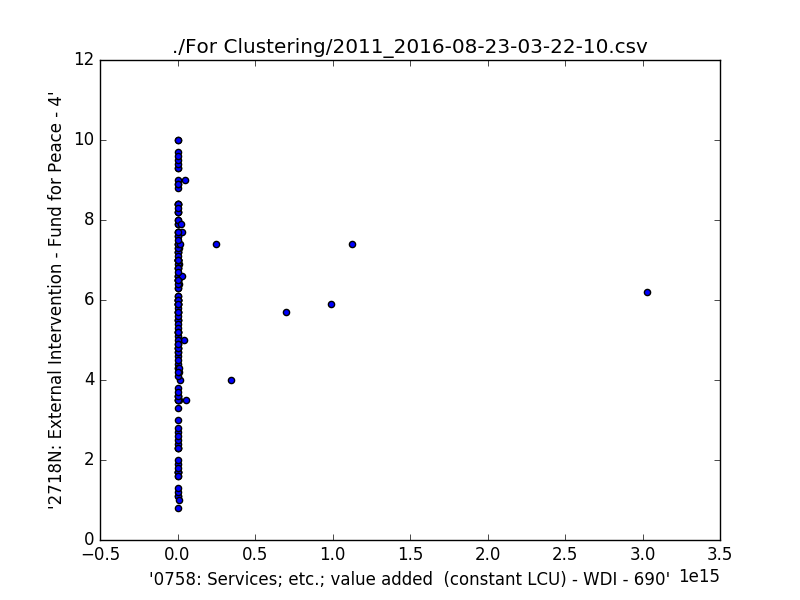 ./For Clustering/2011_2016-08-23-03-22-10.csv
12
10
8
6
4
2
0
'2718N: External Intervention - Fund for Peace - 4'
−0.5 0.0 0.5 1.0 1.5 2.0 2.5 3.0 3.5
1e15
'0758: Services; etc.; value added  (constant LCU) - WDI - 690'